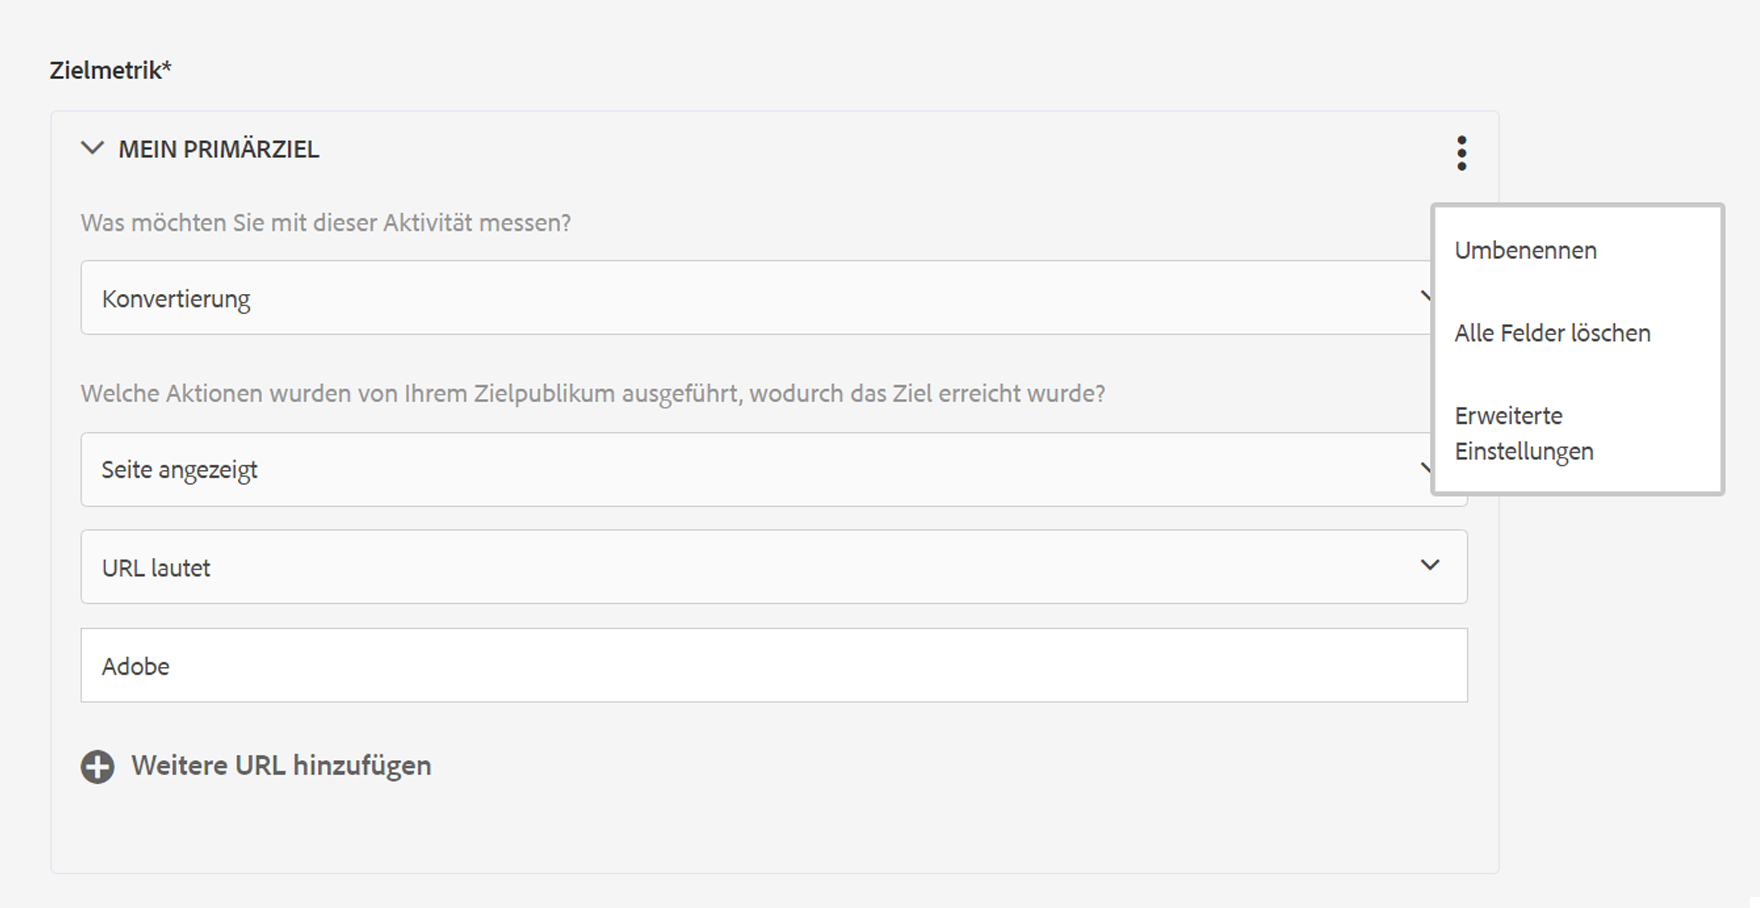 Zielmetrik*
MEIN PRIMÄRZIEL
Was möchten Sie mit dieser Aktivität messen?
Konvertierung
Welche Aktionen wurden von Ihrem Zielpublikum ausgeführt, wodurch das Ziel erreicht wurde?
Seite angezeigt
URL lautet
Adobe
Weitere URL hinzufügen
Umbenennen
Alle Felder löschen
Erweiterte
Einstellungen